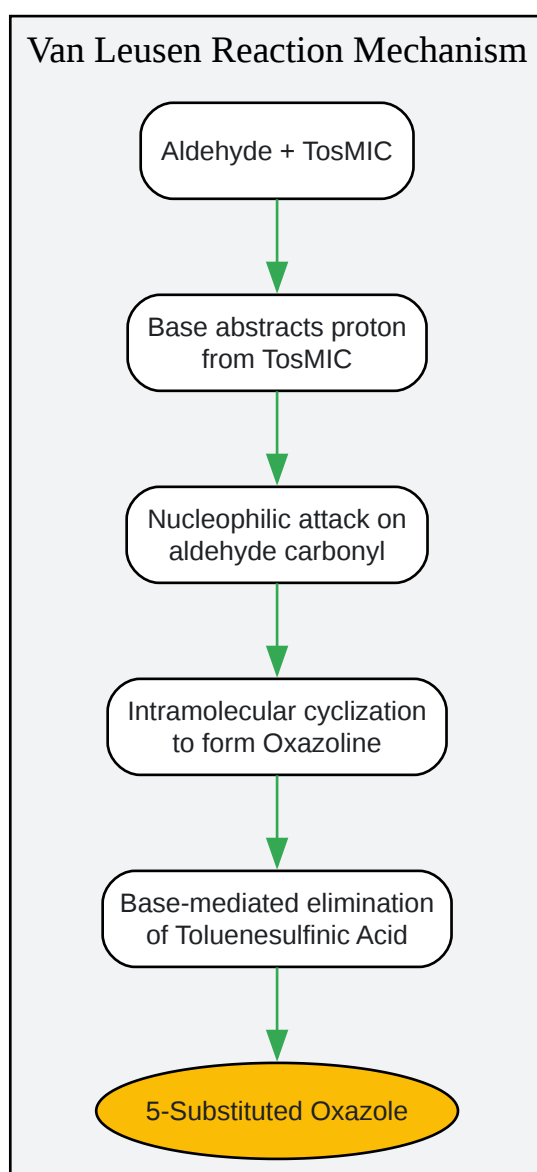 Van Leusen Reaction Mechanism
Aldehyde + TosMIC
Base abstracts proton
from TosMIC
Nucleophilic attack on
aldehyde carbonyl
Intramolecular cyclization
to form Oxazoline
Base-mediated elimination
of Toluenesulfinic Acid
5-Substituted Oxazole